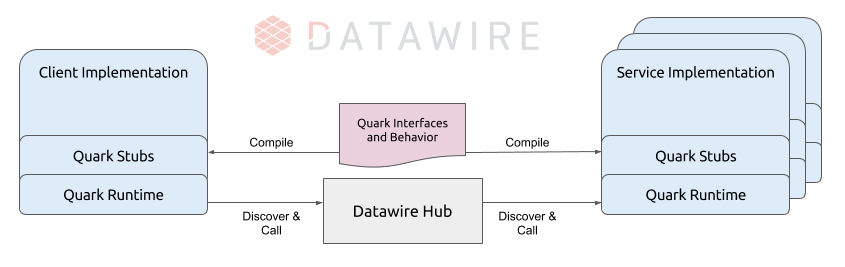 DATAWIRE
Client Implementation
Quark Stubs
Quark Runtime
Compile
Quark Interfaces
and Behavior
Compile
Discover &
Call
Datawire Hub
Discover &
Call
Service Implementation
Quark Stubs
Quark Runtime